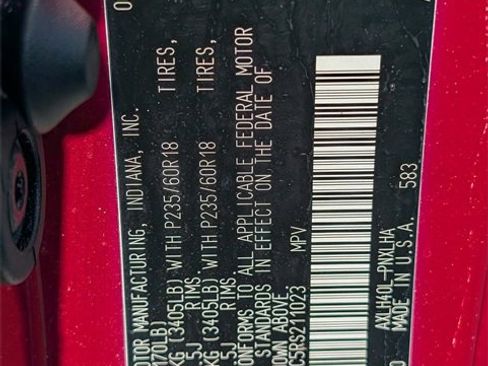 OTOR MANUFACTURING, INDIANA, INC.
170LB)
KG (3405LB) WITH P235/60R18 TIRES,
5J RIMS
KG (3405LB) WITH P235/60R18 TIRES,
5J RIMS
ONFORMS TO ALL APPLICABLE FEDERAL MOTOR
STANDARDS IN EFFECT ON THE DATE OF
OWN ABOVE.
C5RS211023 MPV
AXLH40L-PNXLHA 583
MADE IN U.S.A.